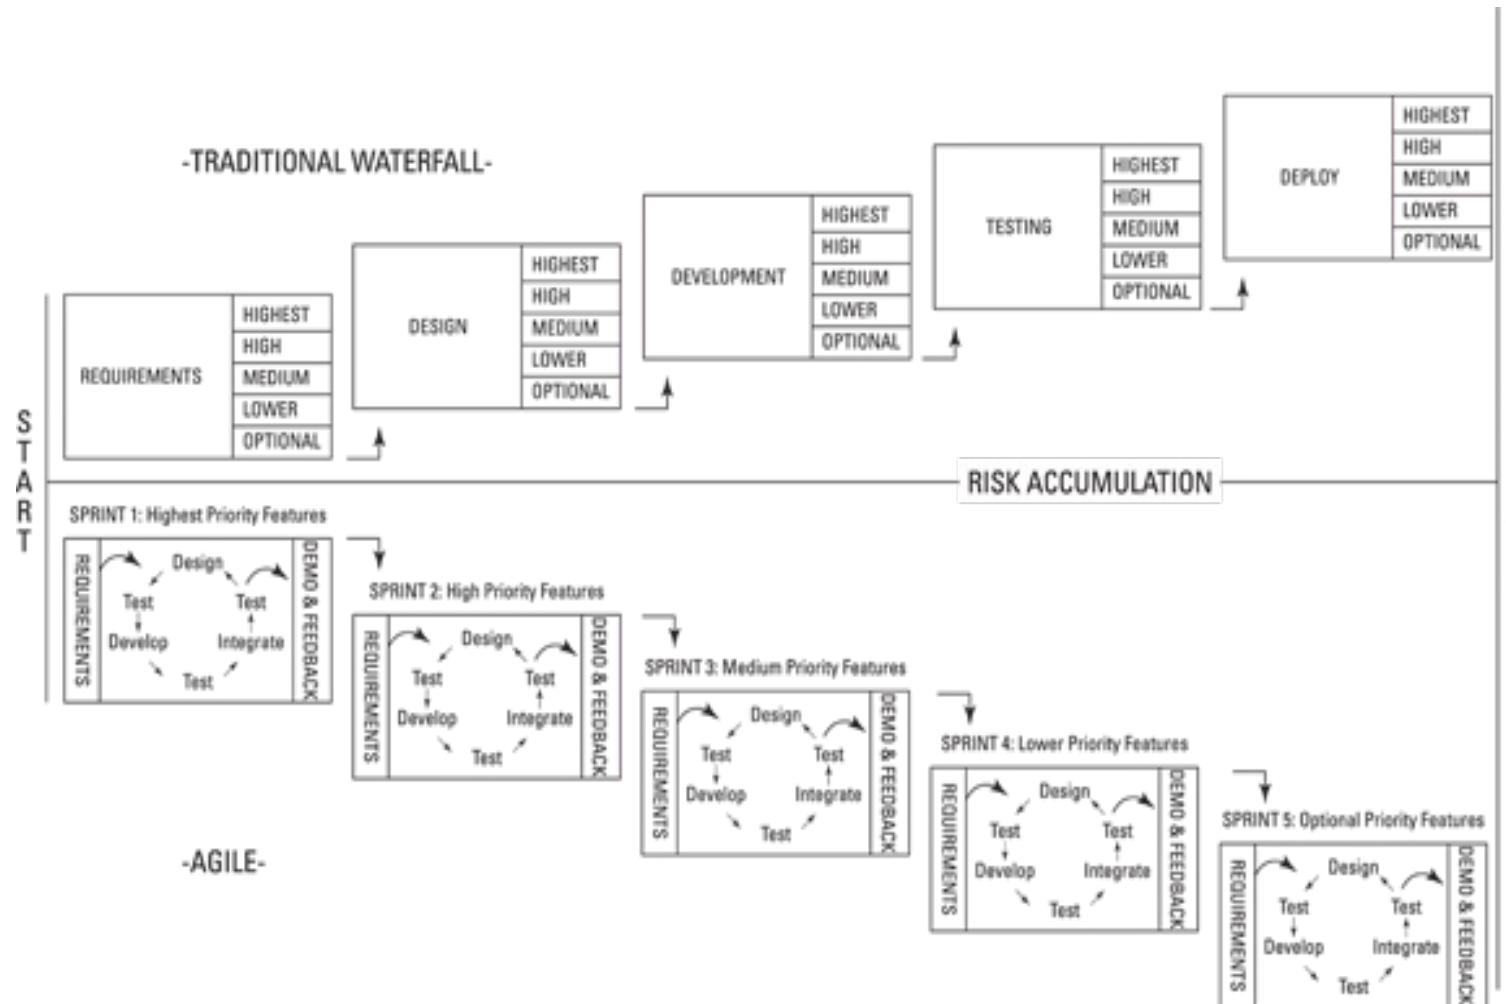 -TRADITIONAL WATERFALL-
REQUIREMENTS
HIGHEST
HIGH
MEDIUM
LOWER
OPTIONAL
DESIGN
HIGHEST
HIGH
MEDIUM
LOWER
OPTIONAL
DEVELOPMENT
HIGHEST
HIGH
MEDIUM
LOWER
OPTIONAL
TESTING
HIGHEST
HIGH
MEDIUM
LOWER
OPTIONAL
DEPLOY
HIGHEST
HIGH
MEDIUM
LOWER
OPTIONAL
START
RISK ACCUMULATION
SPRINT 1: Highest Priority Features
REQUIREMENTS
Design
Test
Develop
Test
Integrate
Test
DEMO & FEEDBACK
SPRINT 2: High Priority Features
REQUIREMENTS
Design
Test
Develop
Test
Integrate
Test
DEMO & FEEDBACK
SPRINT 3: Medium Priority Features
REQUIREMENTS
Design
Test
Develop
Test
Integrate
Test
DEMO & FEEDBACK
SPRINT 4: Lower Priority Features
REQUIREMENTS
Design
Test
Develop
Test
Integrate
Test
DEMO & FEEDBACK
SPRINT 5: Optional Priority Features
REQUIREMENTS
Design
Test
Develop
Test
Integrate
Test
DEMO & FEEDBACK
-AGILE-